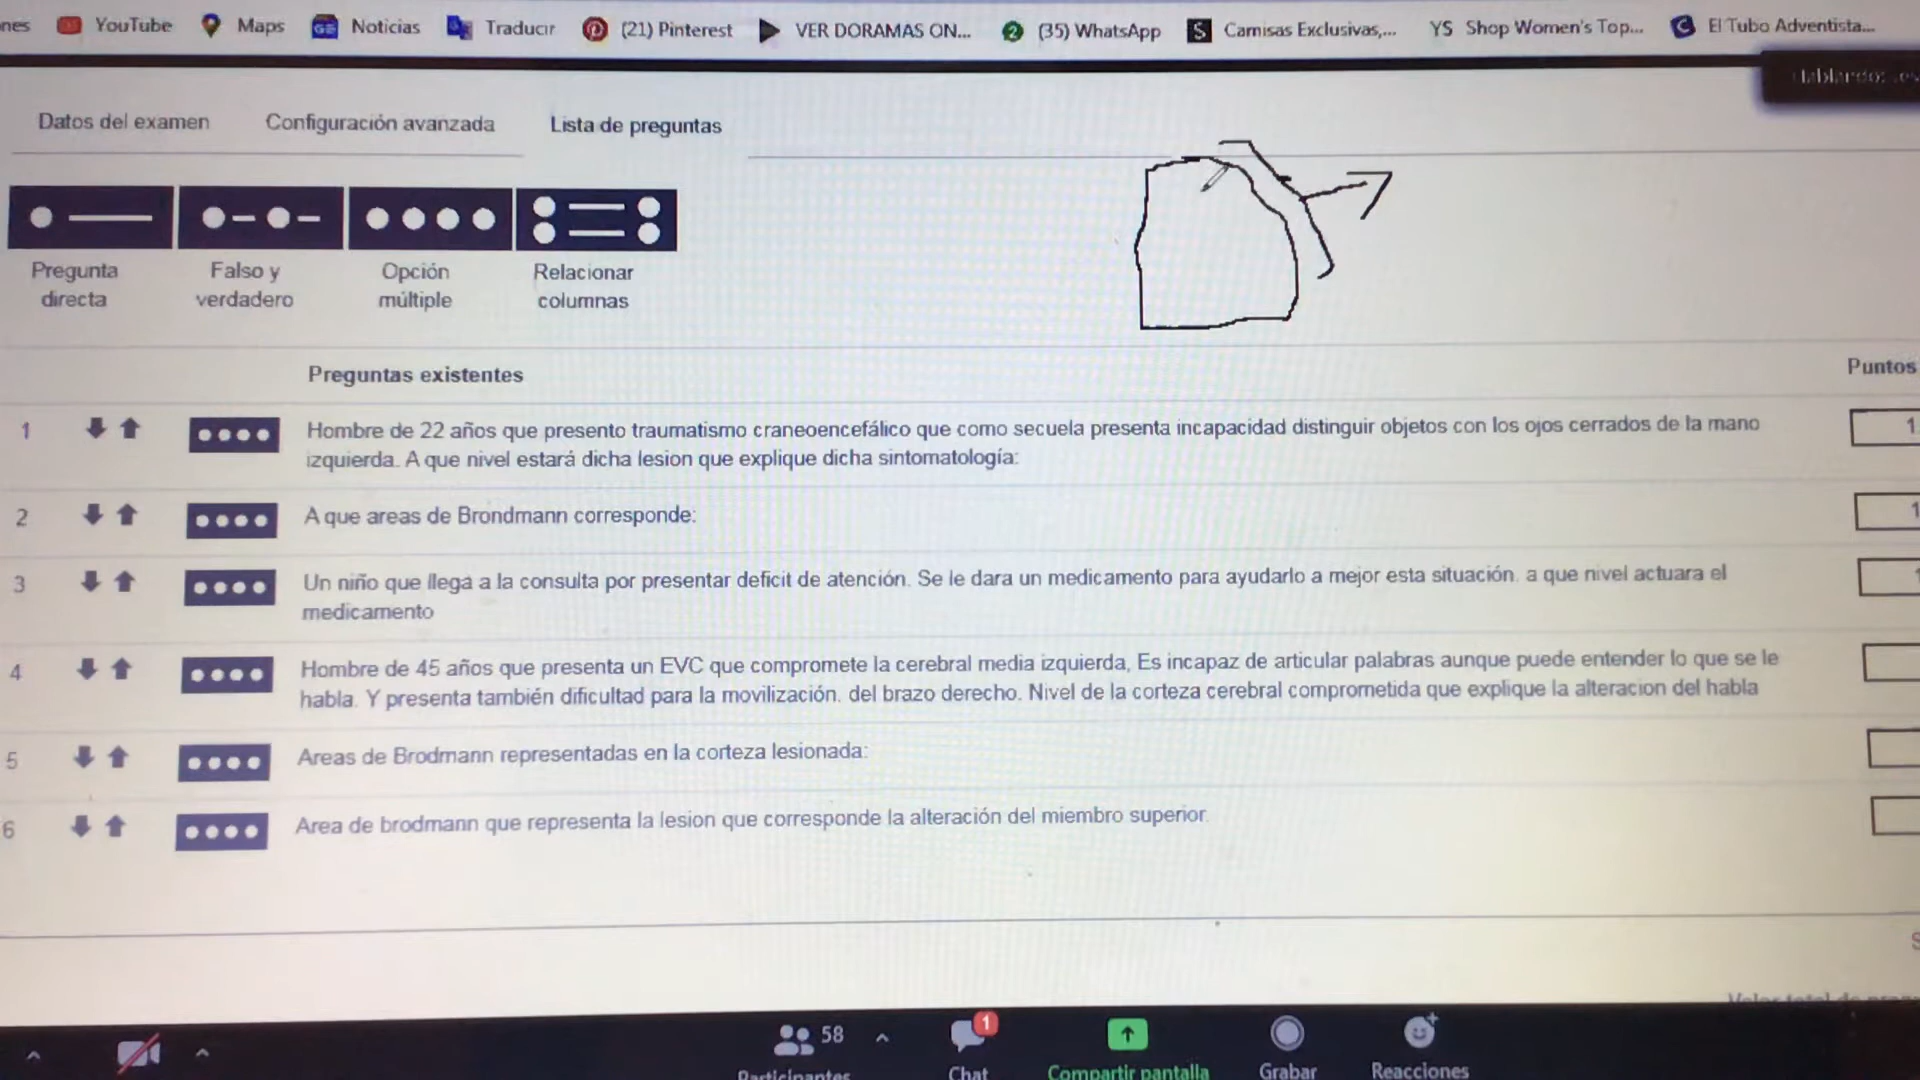 nes YouTube Maps Noticias Traducir (21) Pinterest VER DORAMAS ON... (35) WhatsApp Camisas Exclusivas,... YS Shop Women's Top... El Tubo Adventista...
Datos del examen Configuración avanzada Lista de preguntas
Pregunta directa
Falso y verdadero
Opción múltiple
Relacionar columnas
Preguntas existentes Puntos
1 Hombre de 22 años que presento traumatismo craneoencefálico que como secuela presenta incapacidad distinguir objetos con los ojos cerrados de la mano 1
izquierda. A que nivel estará dicha lesion que explique dicha sintomatología:
2 A que areas de Brondmann corresponde: 1
3 Un niño que llega a la consulta por presentar deficit de atención. Se le dara un medicamento para ayudarlo a mejor esta situación. a que nivel actuara el
medicamento
4 Hombre de 45 años que presenta un EVC que compromete la cerebral media izquierda, Es incapaz de articular palabras aunque puede entender lo que se le
habla. Y presenta también dificultad para la movilización. del brazo derecho. Nivel de la corteza cerebral comprometida que explique la alteracion del habla
5 Areas de Brodmann representadas en la corteza lesionada:
6 Area de brodmann que representa la lesion que corresponde la alteración del miembro superior.
58 1
Participantes Chat Compartir pantalla Grabar Reacciones